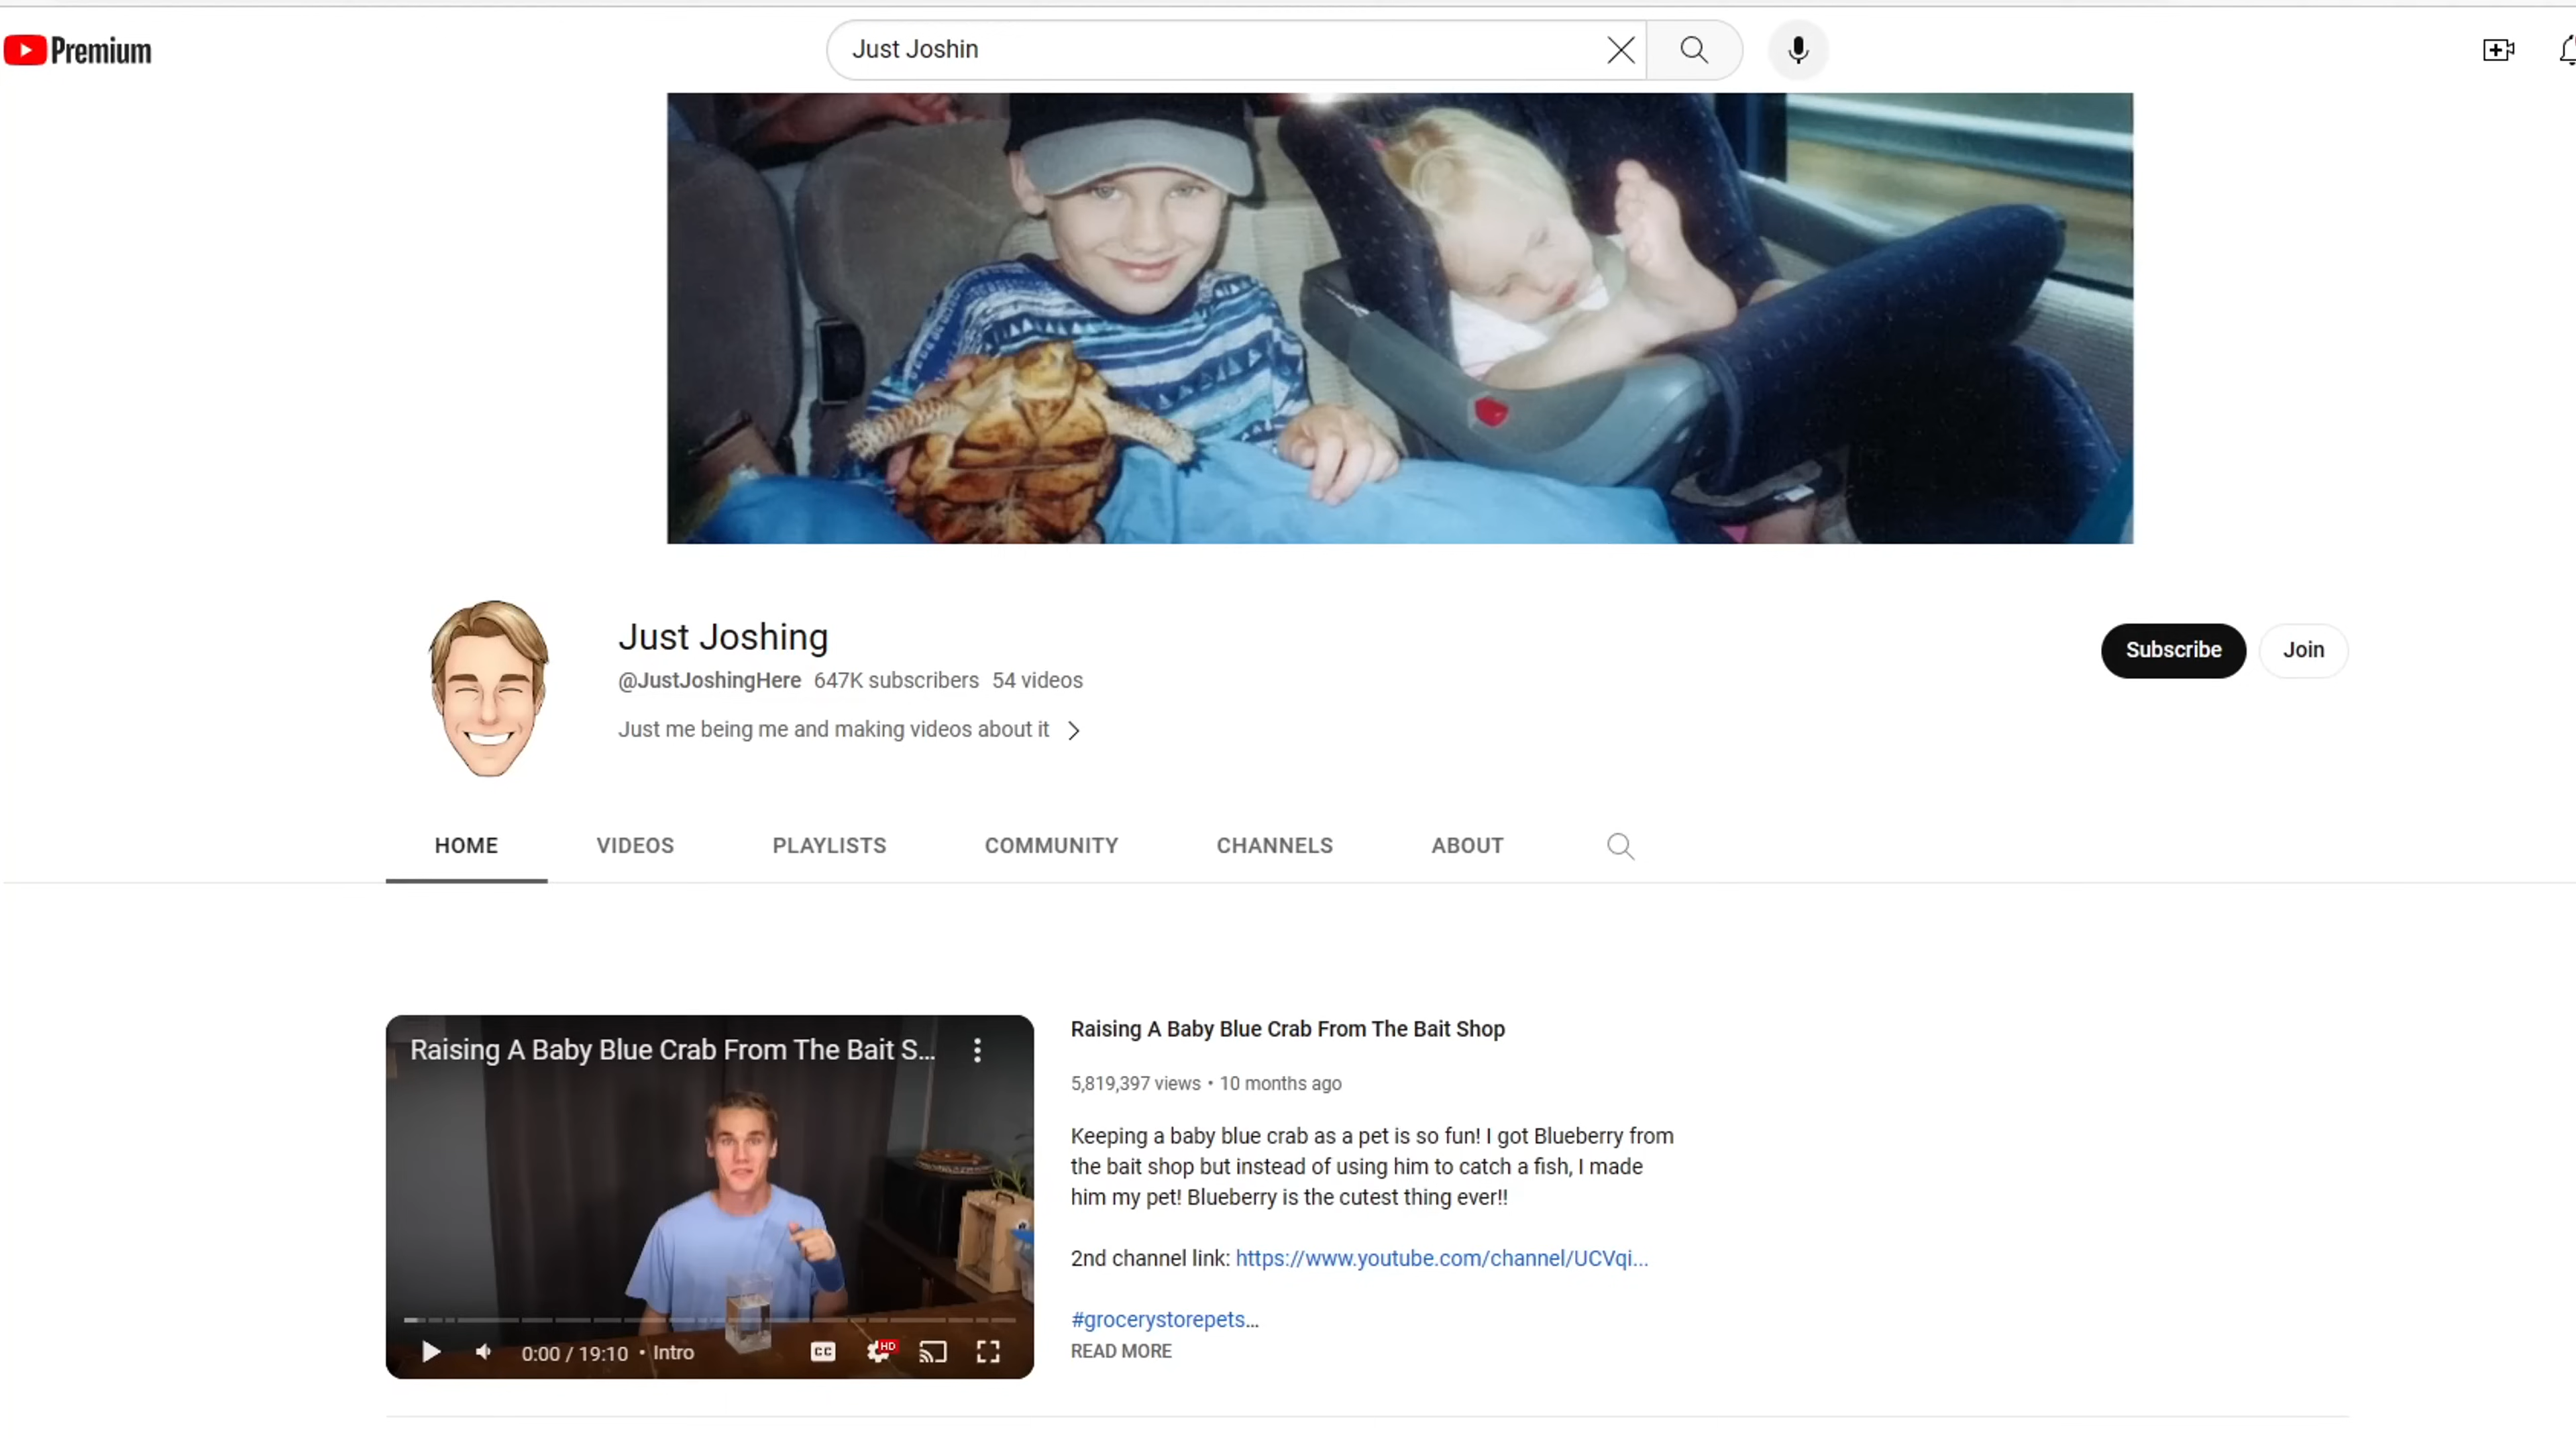 Premium
Just Joshin
Just Joshing
@JustJoshingHere 647K subscribers 54 videos
Just me being me and making videos about it
Subscribe
Join
HOME VIDEOS PLAYLISTS COMMUNITY CHANNELS ABOUT
Raising A Baby Blue Crab From The Bait S...
0:00 / 19:10 • Intro
CC
HD
Raising A Baby Blue Crab From The Bait Shop
5,819,397 views • 10 months ago
Keeping a baby blue crab as a pet is so fun! I got Blueberry from
the bait shop but instead of using him to catch a fish, I made
him my pet! Blueberry is the cutest thing ever!!
2nd channel link: https://www.youtube.com/channel/UCVqi...
#grocerystorepets...
READ MORE